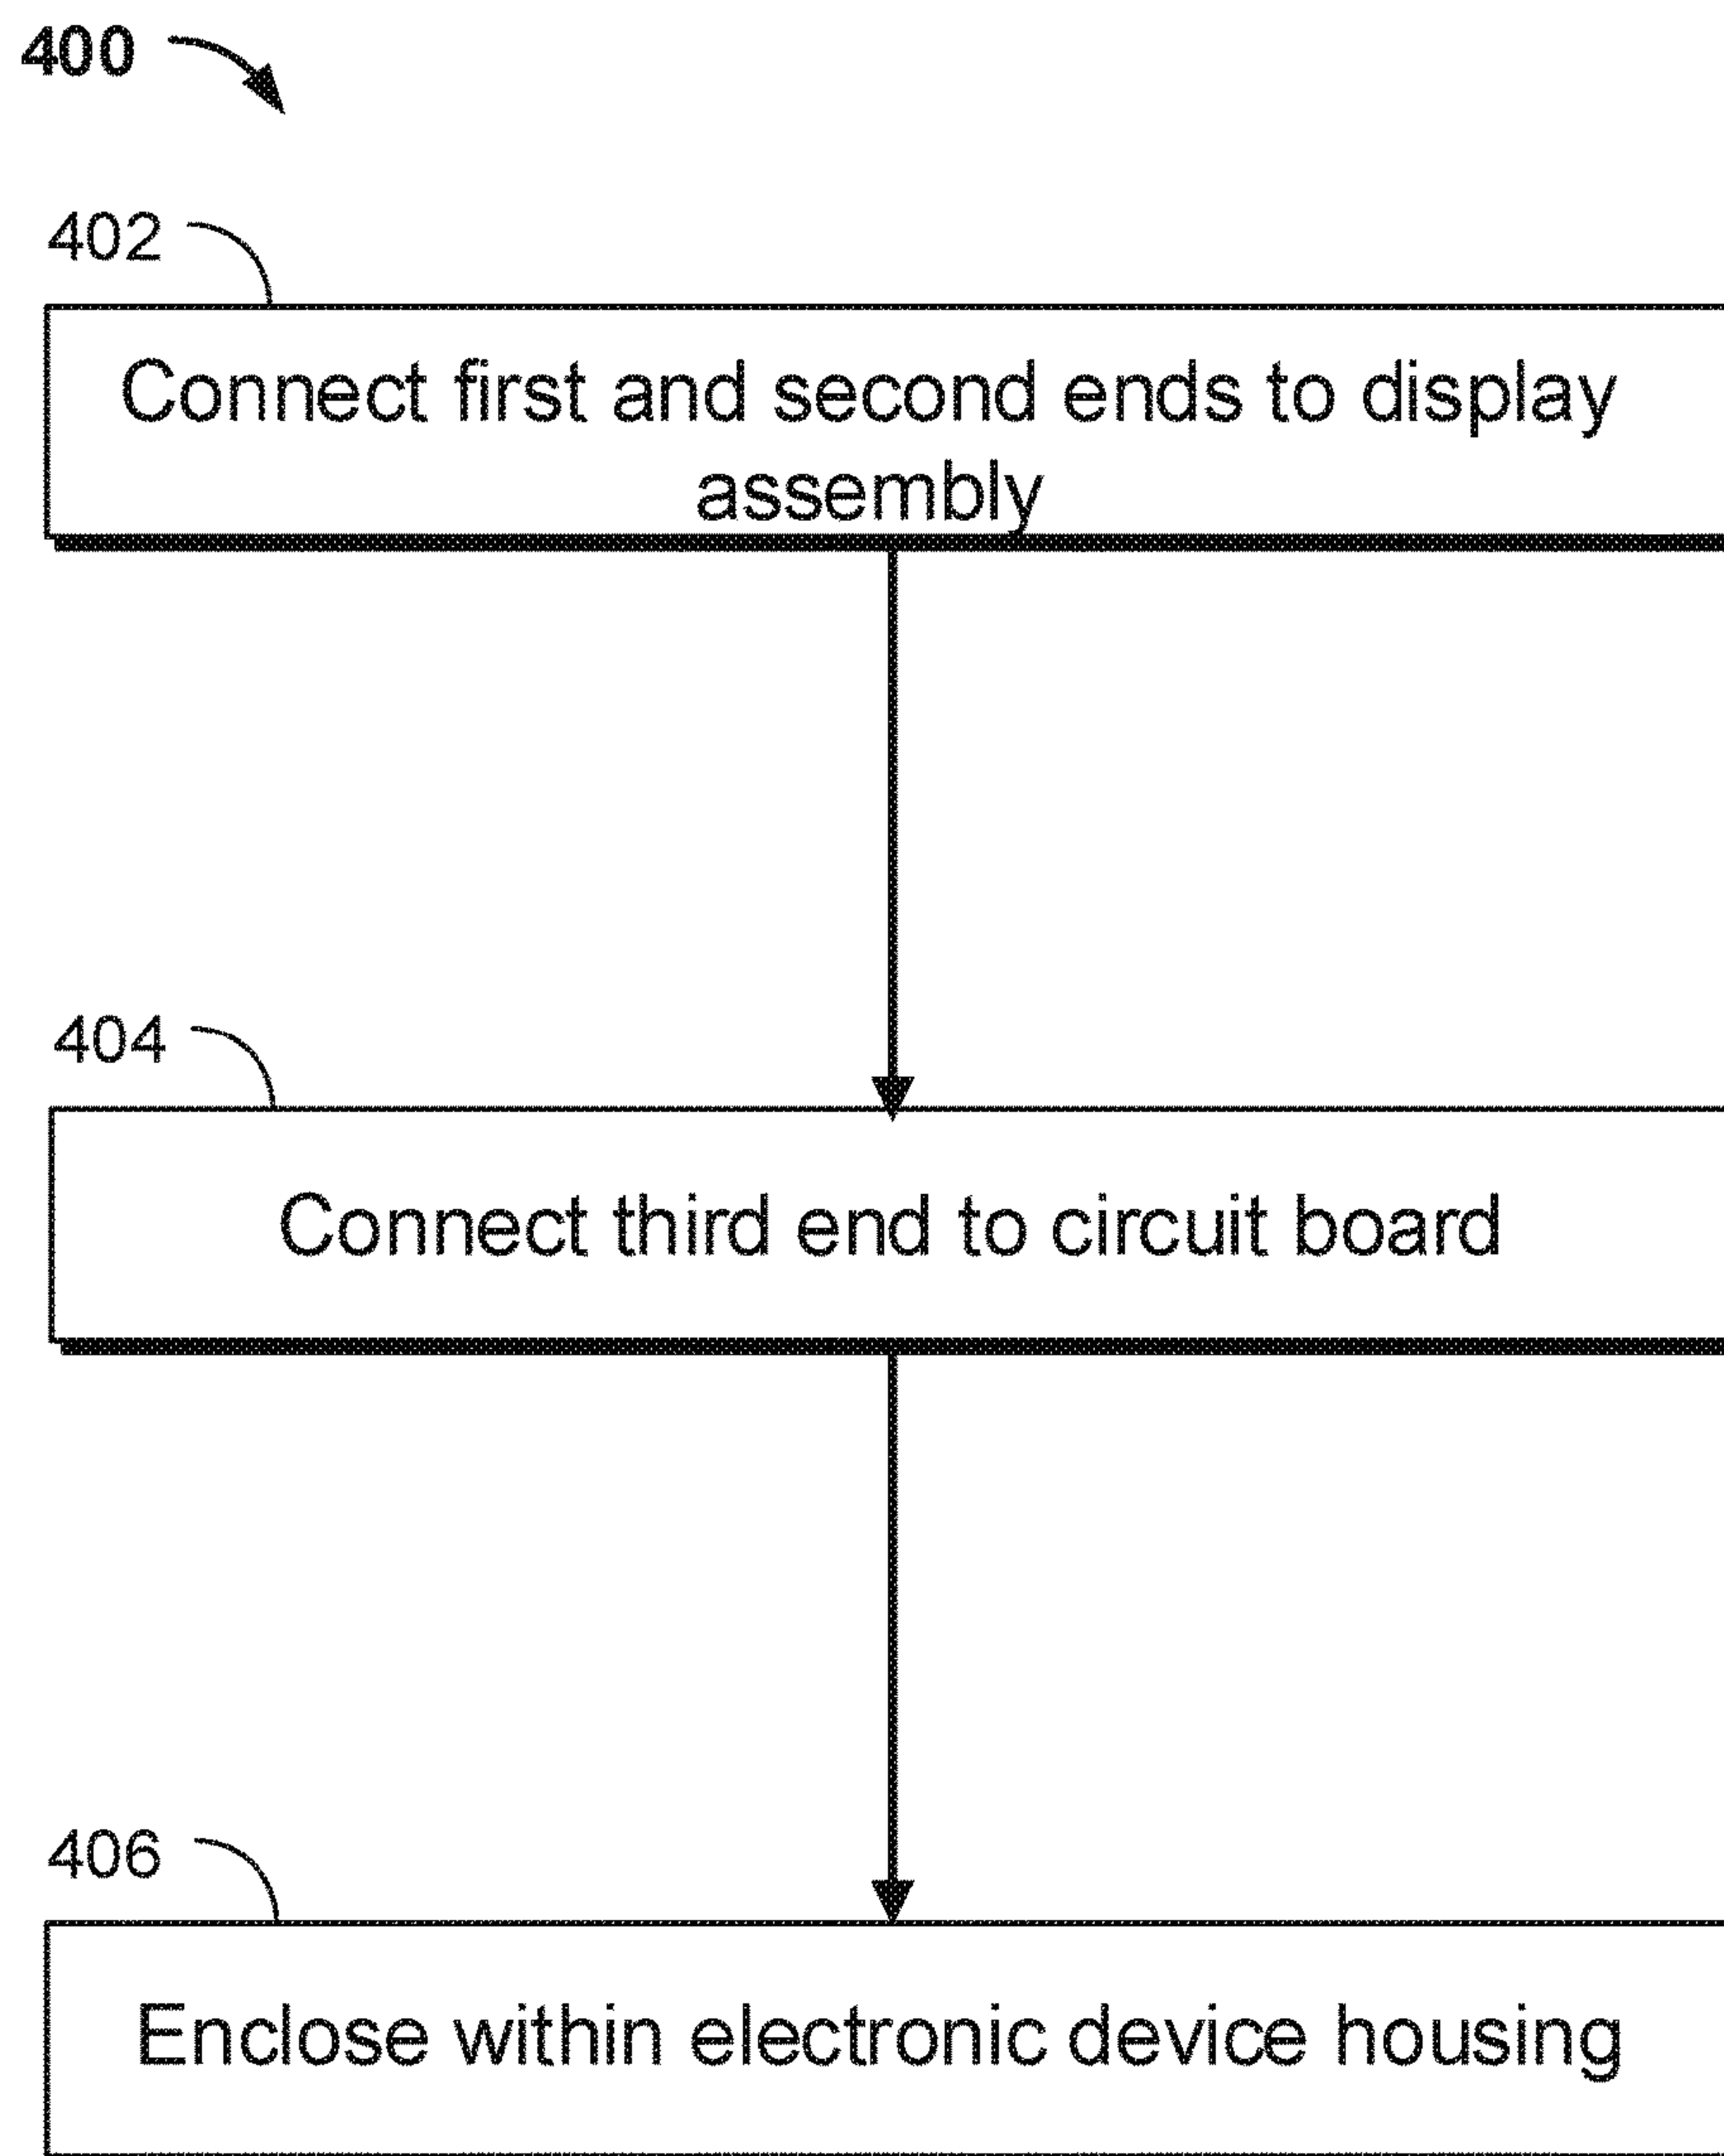 400
402
Connect first and second ends to display
assembly
404
Connect third end to circuit board
406
Enclose within electronic device housing